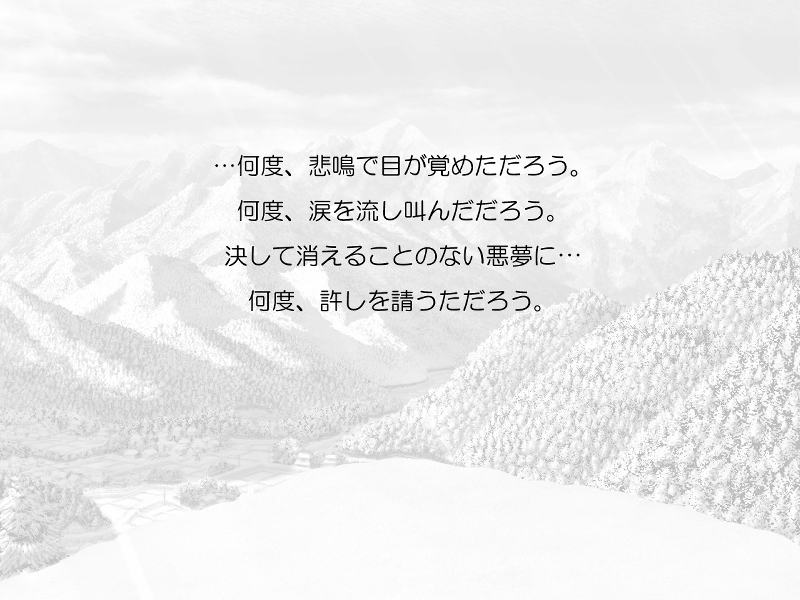 …何度、悲鳴で目が覚めただろう。
何度、涙を流し叫んだだろう。
決して消えることのない悪夢に…
何度、許しを請うただろう。